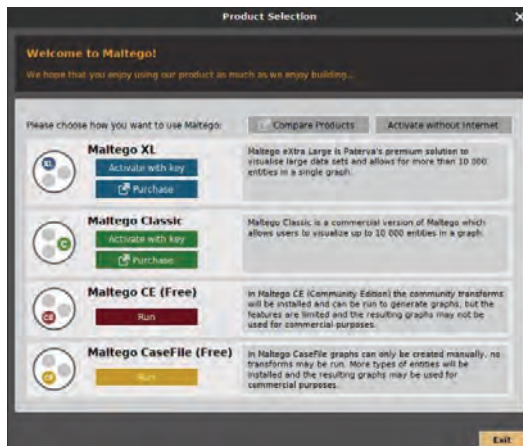 Product Selection
Welcome to Maltego!
We hope that you enjoy using our product as much as we enjoy building...
Please choose how you want to use Maltego:
Compare Products
Activate without Internet
Maltego XL
XL
Activate with key
Purchase
Maltego eXtra Large is Paterva's premium solution to
visualise large data sets and allows for more than 10 000
entities in a single graph.
Maltego Classic
C
Activate with key
Purchase
Maltego Classic is a commercial version of Maltego which
allows users to visualize up to 10 000 entities in a graph.
Maltego CE (Free)
CE
Run
In Maltego CE (Community Edition) the community transforms
will be installed and can be run to generate graphs, but the
features are limited and the resulting graphs may not be
used for commercial purposes.
Maltego CaseFile (Free)
CF
Run
In Maltego CaseFile graphs can only be created manually, no
transforms may be run. More types of entities will be
installed and the resulting graphs may be used for
commercial purposes.
Exit